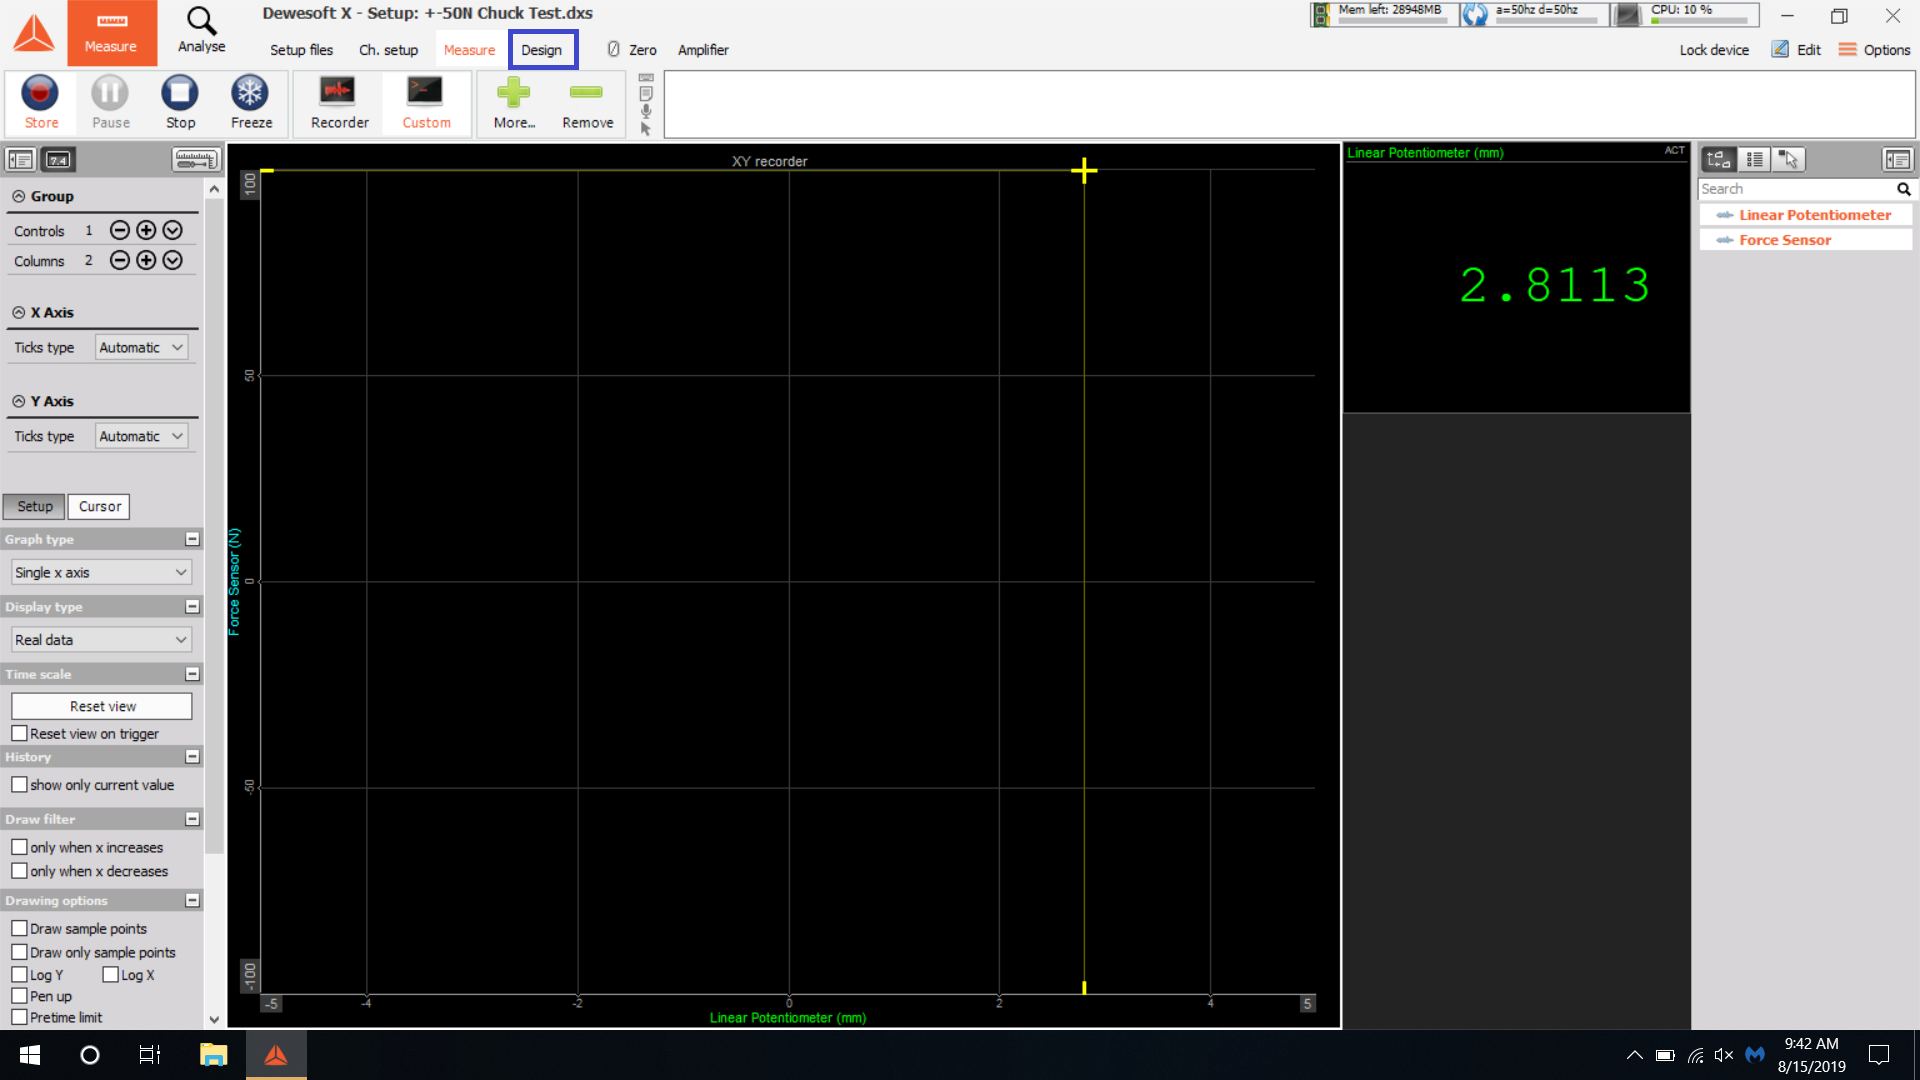 Dewesoft X - Setup: +-50N Chuck Test.dxs
Mem left: 28948MB
a=50hz d=50hz
CPU: 10 %
Measure
Analyse
Setup files
Ch. setup
Measure
Design
Zero
Amplifier
Lock device
Edit
Options
Store
Pause
Stop
Freeze
Recorder
Custom
More...
Remove
7.4
Group
Controls 1
Columns 2
X Axis
Ticks type Automatic
Y Axis
Ticks type Automatic
Setup
Cursor
Graph type
Single x axis
Display type
Real data
Time scale
Reset view
Reset view on trigger
History
show only current value
Draw filter
only when x increases
only when x decreases
Drawing options
Draw sample points
Draw only sample points
Log Y
Log X
Pen up
Pretime limit
XY recorder
100
50
0
-50
-100
Force Sensor (N)
-5
-4
-2
0
2
4
5
Linear Potentiometer (mm)
Linear Potentiometer (mm)
ACT
2.8113
Search
Linear Potentiometer
Force Sensor
9:42 AM
8/15/2019